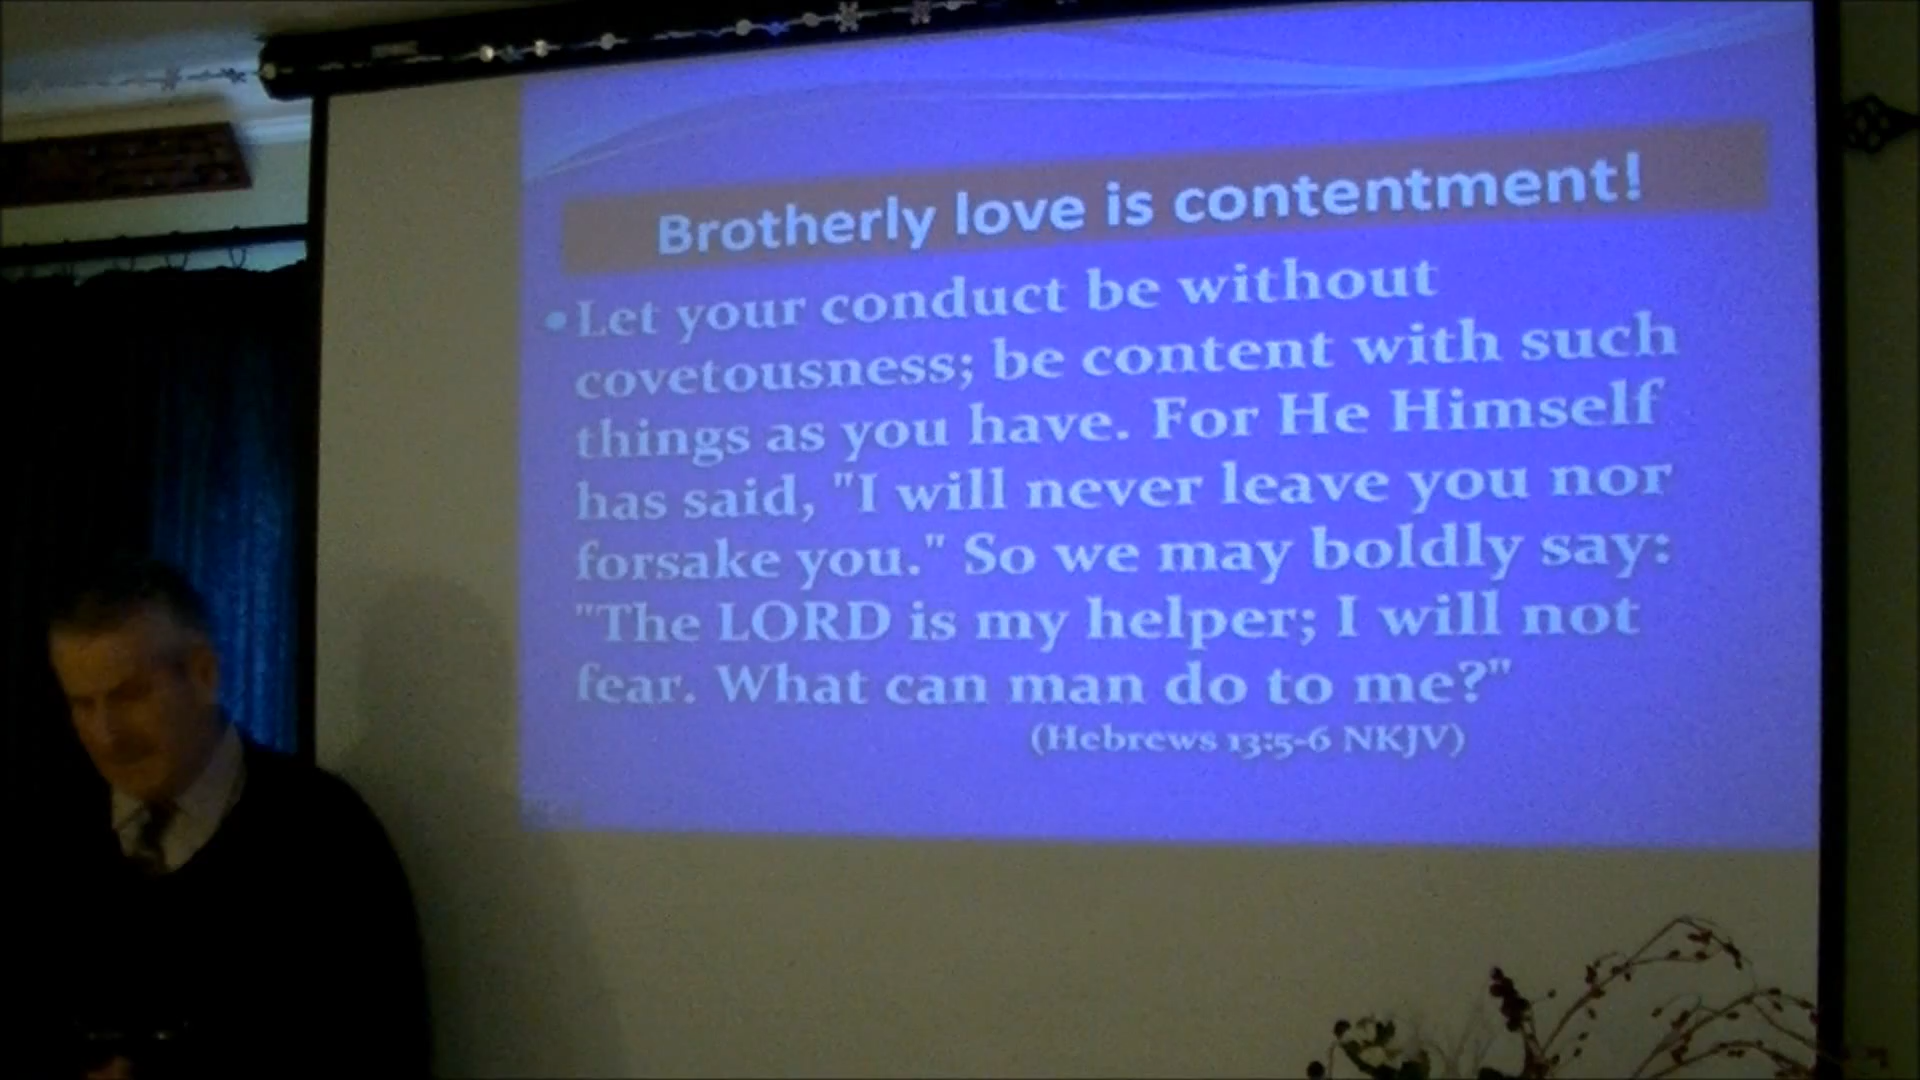 Brotherly love is contentment!
• Let your conduct be without
covetousness; be content with such
things as you have. For He Himself
has said, "I will never leave you nor
forsake you." So we may boldly say:
"The LORD is my helper; I will not
fear. What can man do to me?"
(Hebrews 13:5-6 NKJV)